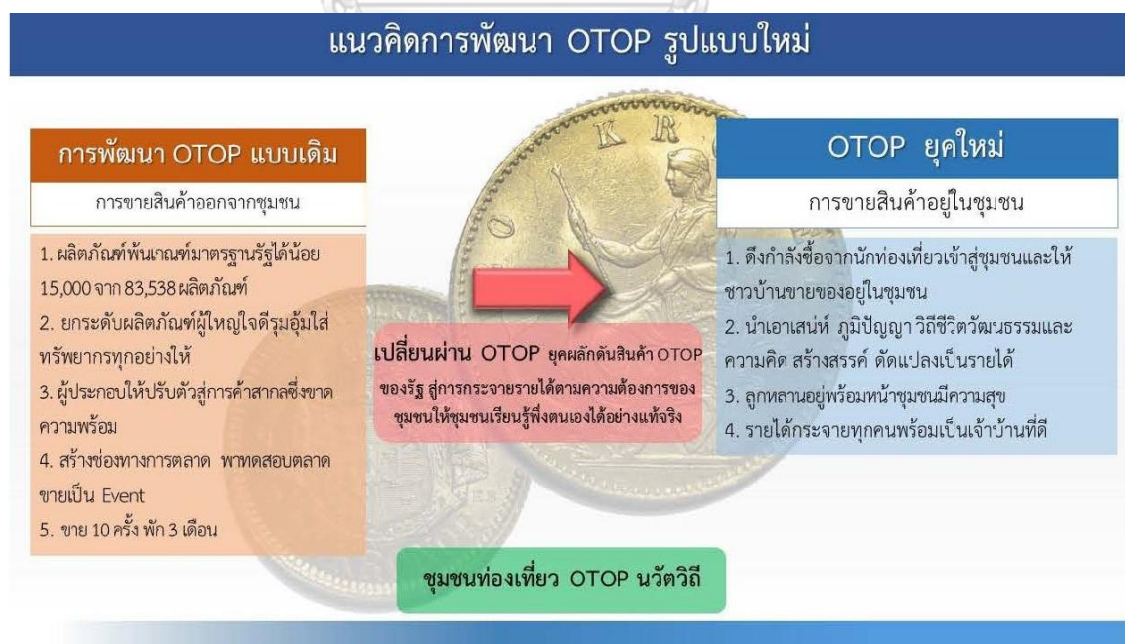 แนวคิดการพัฒนา OTOP รูปแบบใหม่
การพัฒนา OTOP แบบเดิม
การขายสินค้าออกจากชุมชน
1. ผลิตภัณฑ์พ้นเกณฑ์มาตรฐานรัฐได้น้อย
15,000 จาก 83,538 ผลิตภัณฑ์
2. ยกระดับผลิตภัณฑ์ผู้ใหญ่ใจดีรุมอุ้มใส่
ทรัพยากรทุกอย่างให้
3. ผู้ประกอบให้ปรับตัวสู่การค้าสากลซึ่งขาด
ความพร้อม
4. สร้างช่องทางการตลาด พาทดสอบตลาด
ขายเป็น Event
5. ขาย 10 ครั้ง พัก 3 เดือน
K R
เปลี่ยนผ่าน OTOP ยุคผลักดันสินค้า OTOP
ของรัฐ สู่การกระจายรายได้ตามความต้องการของ
ชุมชนให้ชุมชนเรียนรู้พึ่งตนเองได้อย่างแท้จริง
OTOP ยุคใหม่
การขายสินค้าอยู่ในชุมชน
1. ดึงกำลังซื้อจากนักท่องเที่ยวเข้าสู่ชุมชนและให้
ชาวบ้านขายของอยู่ในชุมชน
2. นำเอาเสน่ห์ ภูมิปัญญา วิถีชีวิตวัฒนธรรมและ
ความคิด สร้างสรรค์ ดัดแปลงเป็นรายได้
3. ลูกหลานอยู่พร้อมหน้าชุมชนมีความสุข
4. รายได้กระจายทุกคนพร้อมเป็นเจ้าบ้านที่ดี
ชุมชนท่องเที่ยว OTOP นวัตวิถี